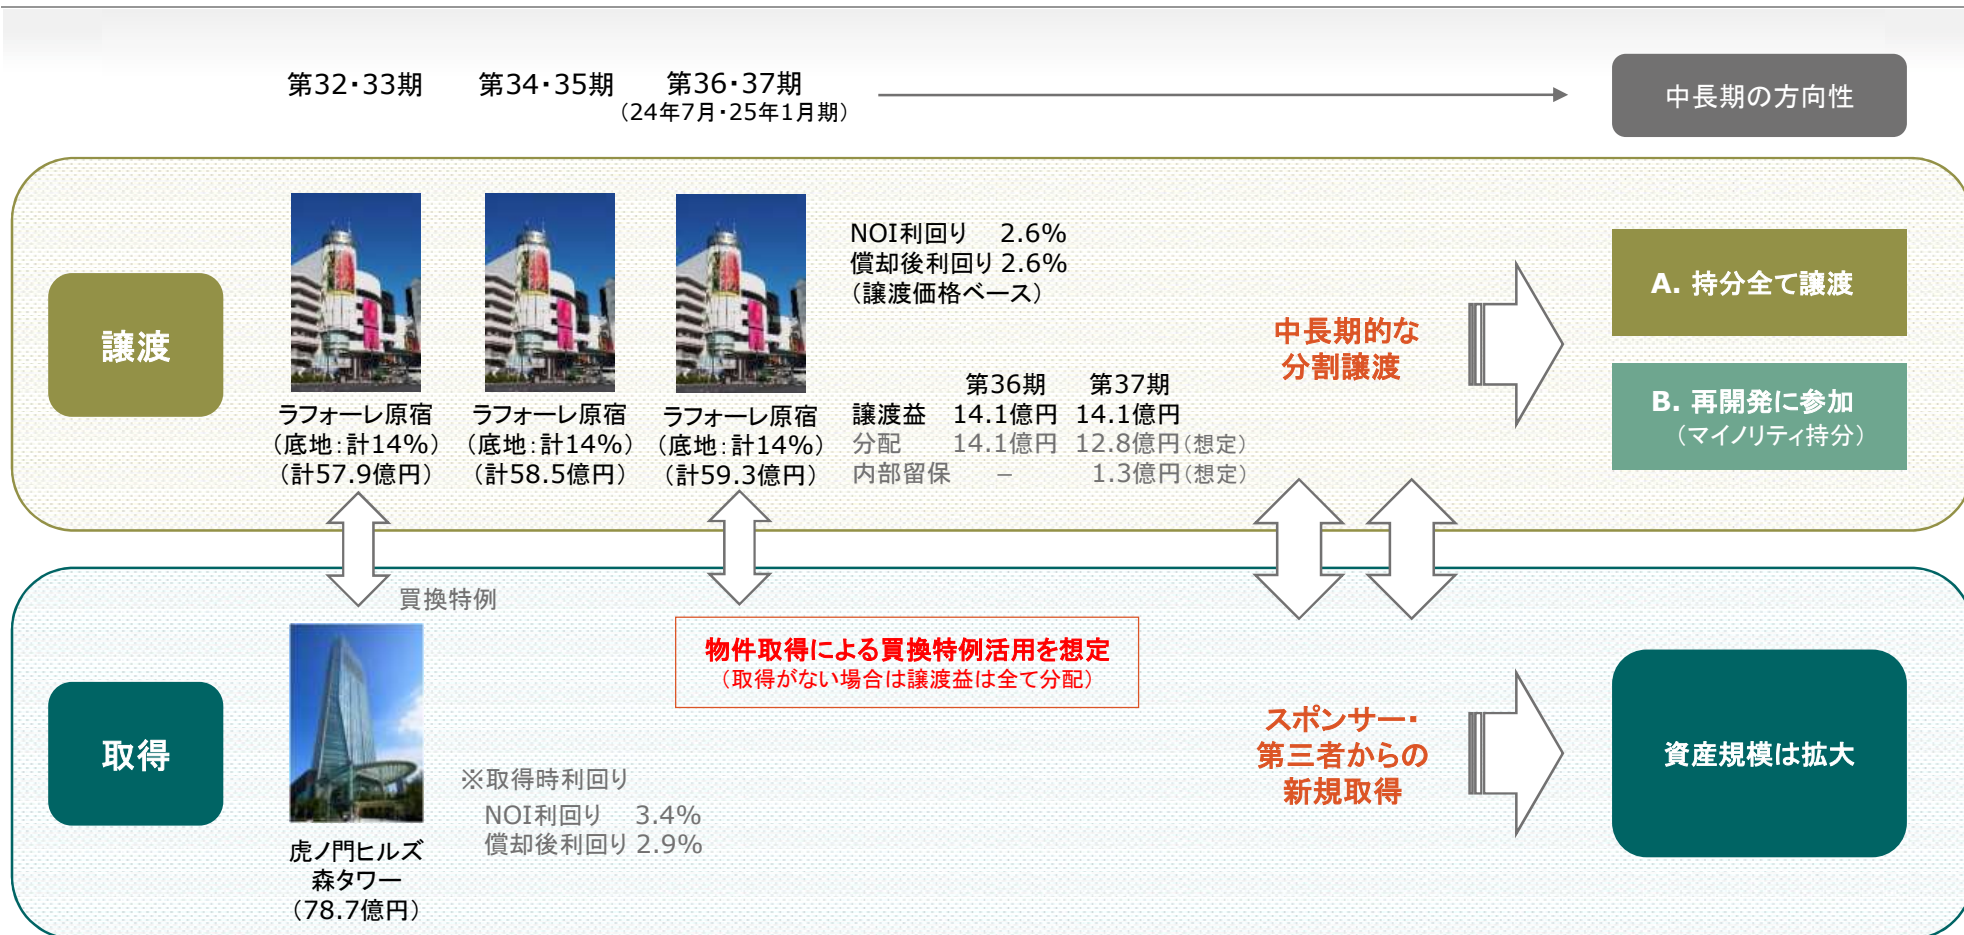 第32・33期
第34・35期
第36・37期
（24年7月・25年1月期）
中長期の方向性
譲渡
ラフォーレ原宿
（底地：計14%）
（計57.9億円）
ラフォーレ原宿
（底地：計14%）
（計58.5億円）
ラフォーレ原宿
（底地：計14%）
（計59.3億円）
NOI利回り 2.6%
償却後利回り 2.6%
（譲渡価格ベース）
第36期 第37期
譲渡益 14.1億円 14.1億円
分配 14.1億円 12.8億円（想定）
内部留保 － 1.3億円（想定）
中長期的な
分割譲渡
A. 持分全て譲渡
B. 再開発に参加
（マイノリティ持分）
買換特例
取得
虎ノ門ヒルズ
森タワー
（78.7億円）
※取得時利回り
NOI利回り 3.4%
償却後利回り 2.9%
物件取得による買換特例活用を想定
（取得がない場合は譲渡益は全て分配）
スポンサー・
第三者からの
新規取得
資産規模は拡大